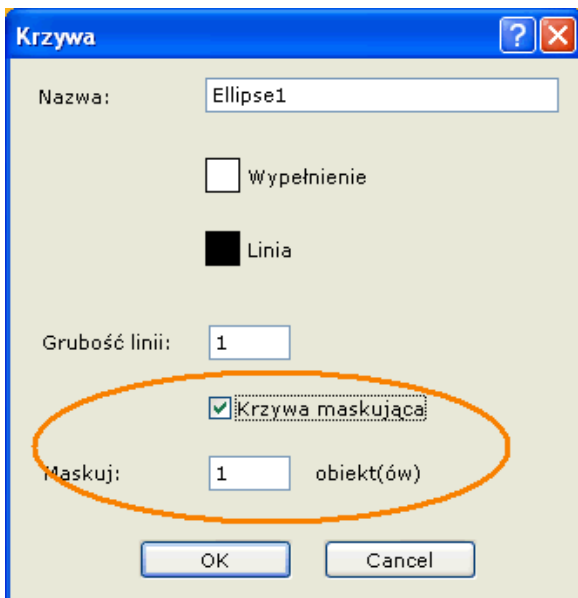 Krzywa
Nazwa: Ellipse1
Wypełnienie
Linia
Grubość linii: 1
Krzywa maskująca
Maskuj: 1 obiekt(ów)
OK Cancel